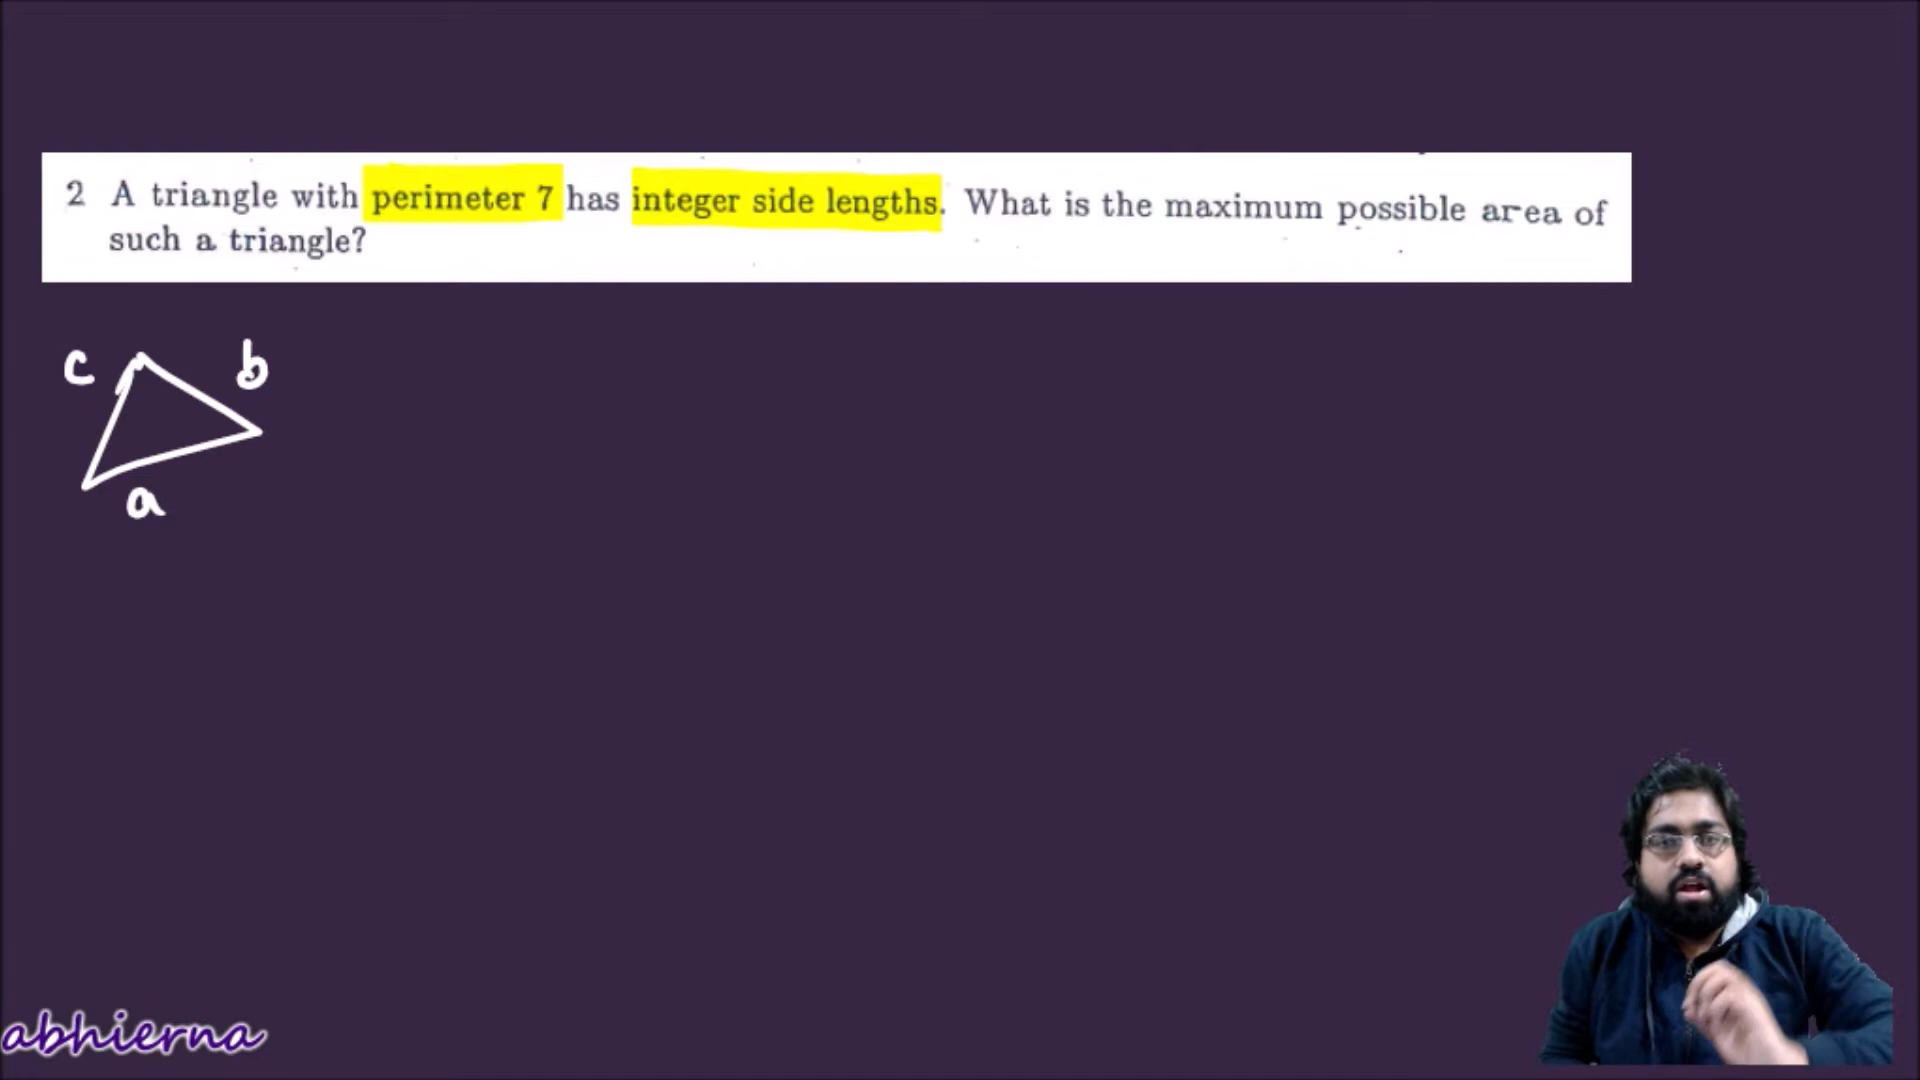 2 A triangle with perimeter 7 has integer side lengths. What is the maximum possible area of
such a triangle?
c b
a
abhierna